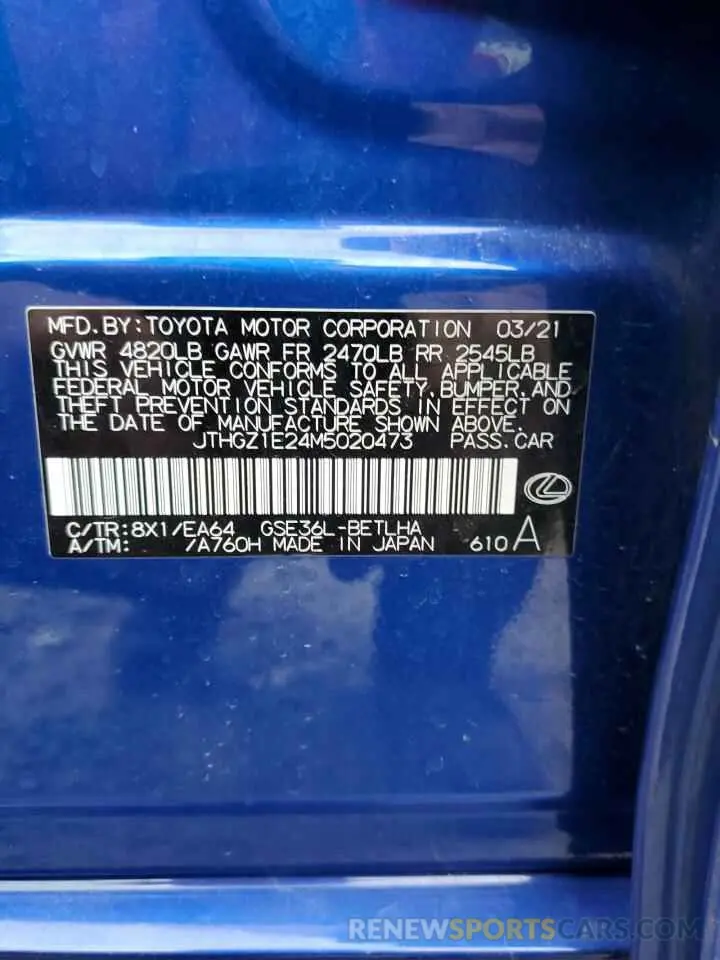 MFD.BY:TOYOTA MOTOR CORPORATION 03/21
GVWR 4820LB GAWR FR 2470LB RR 2545LB
THIS VEHICLE CONFORMS TO ALL APPLICABLE
FEDERAL MOTOR VEHICLE SAFETY,BUMPER,AND
THEFT PREVENTION STANDARDS IN EFFECT ON
THE DATE OF MANUFACTURE SHOWN ABOVE.
JTHGZ1E24M5020473 PASS.CAR
C/TR:8X1/EA64 GSE36L-BETLHA
A/TM: /A760H MADE IN JAPAN 610A
RENEWSPORTSCARS.COM